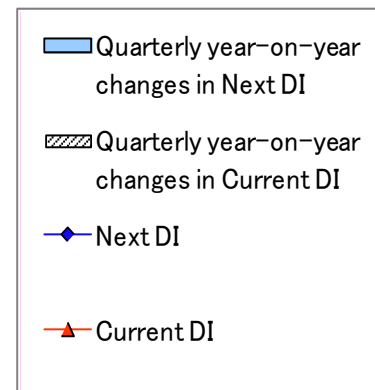 Quarterly year-on-year
changes in Next DI
Quarterly year-on-year
changes in Current DI
Next DI
Current DI